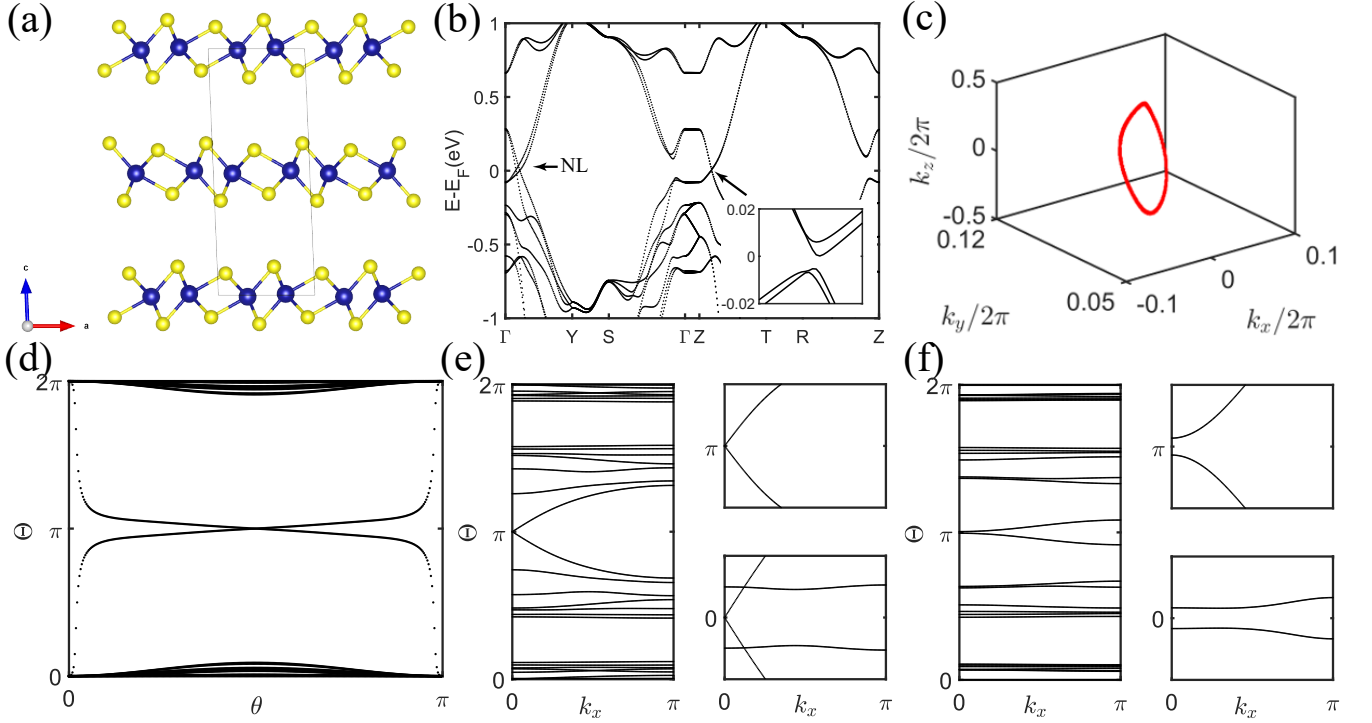 (a)
c
a
(b)
1
0.5
0
-0.5
-1
E-E_F(eV)
NL
0.02
0
-0.02
Γ Y S Γ Z T R Z
(c)
0.5
0
-0.5
k_z/2π
0.12
0.05
k_y/2π
-0.1
0
0.1
k_x/2π
(d)
2π
π
0
Θ
0 θ π
(e)
2π
π
0
Θ
0 k_x π
π
0
0 k_x π
(f)
2π
π
0
Θ
0 k_x π
π
0
0 k_x π